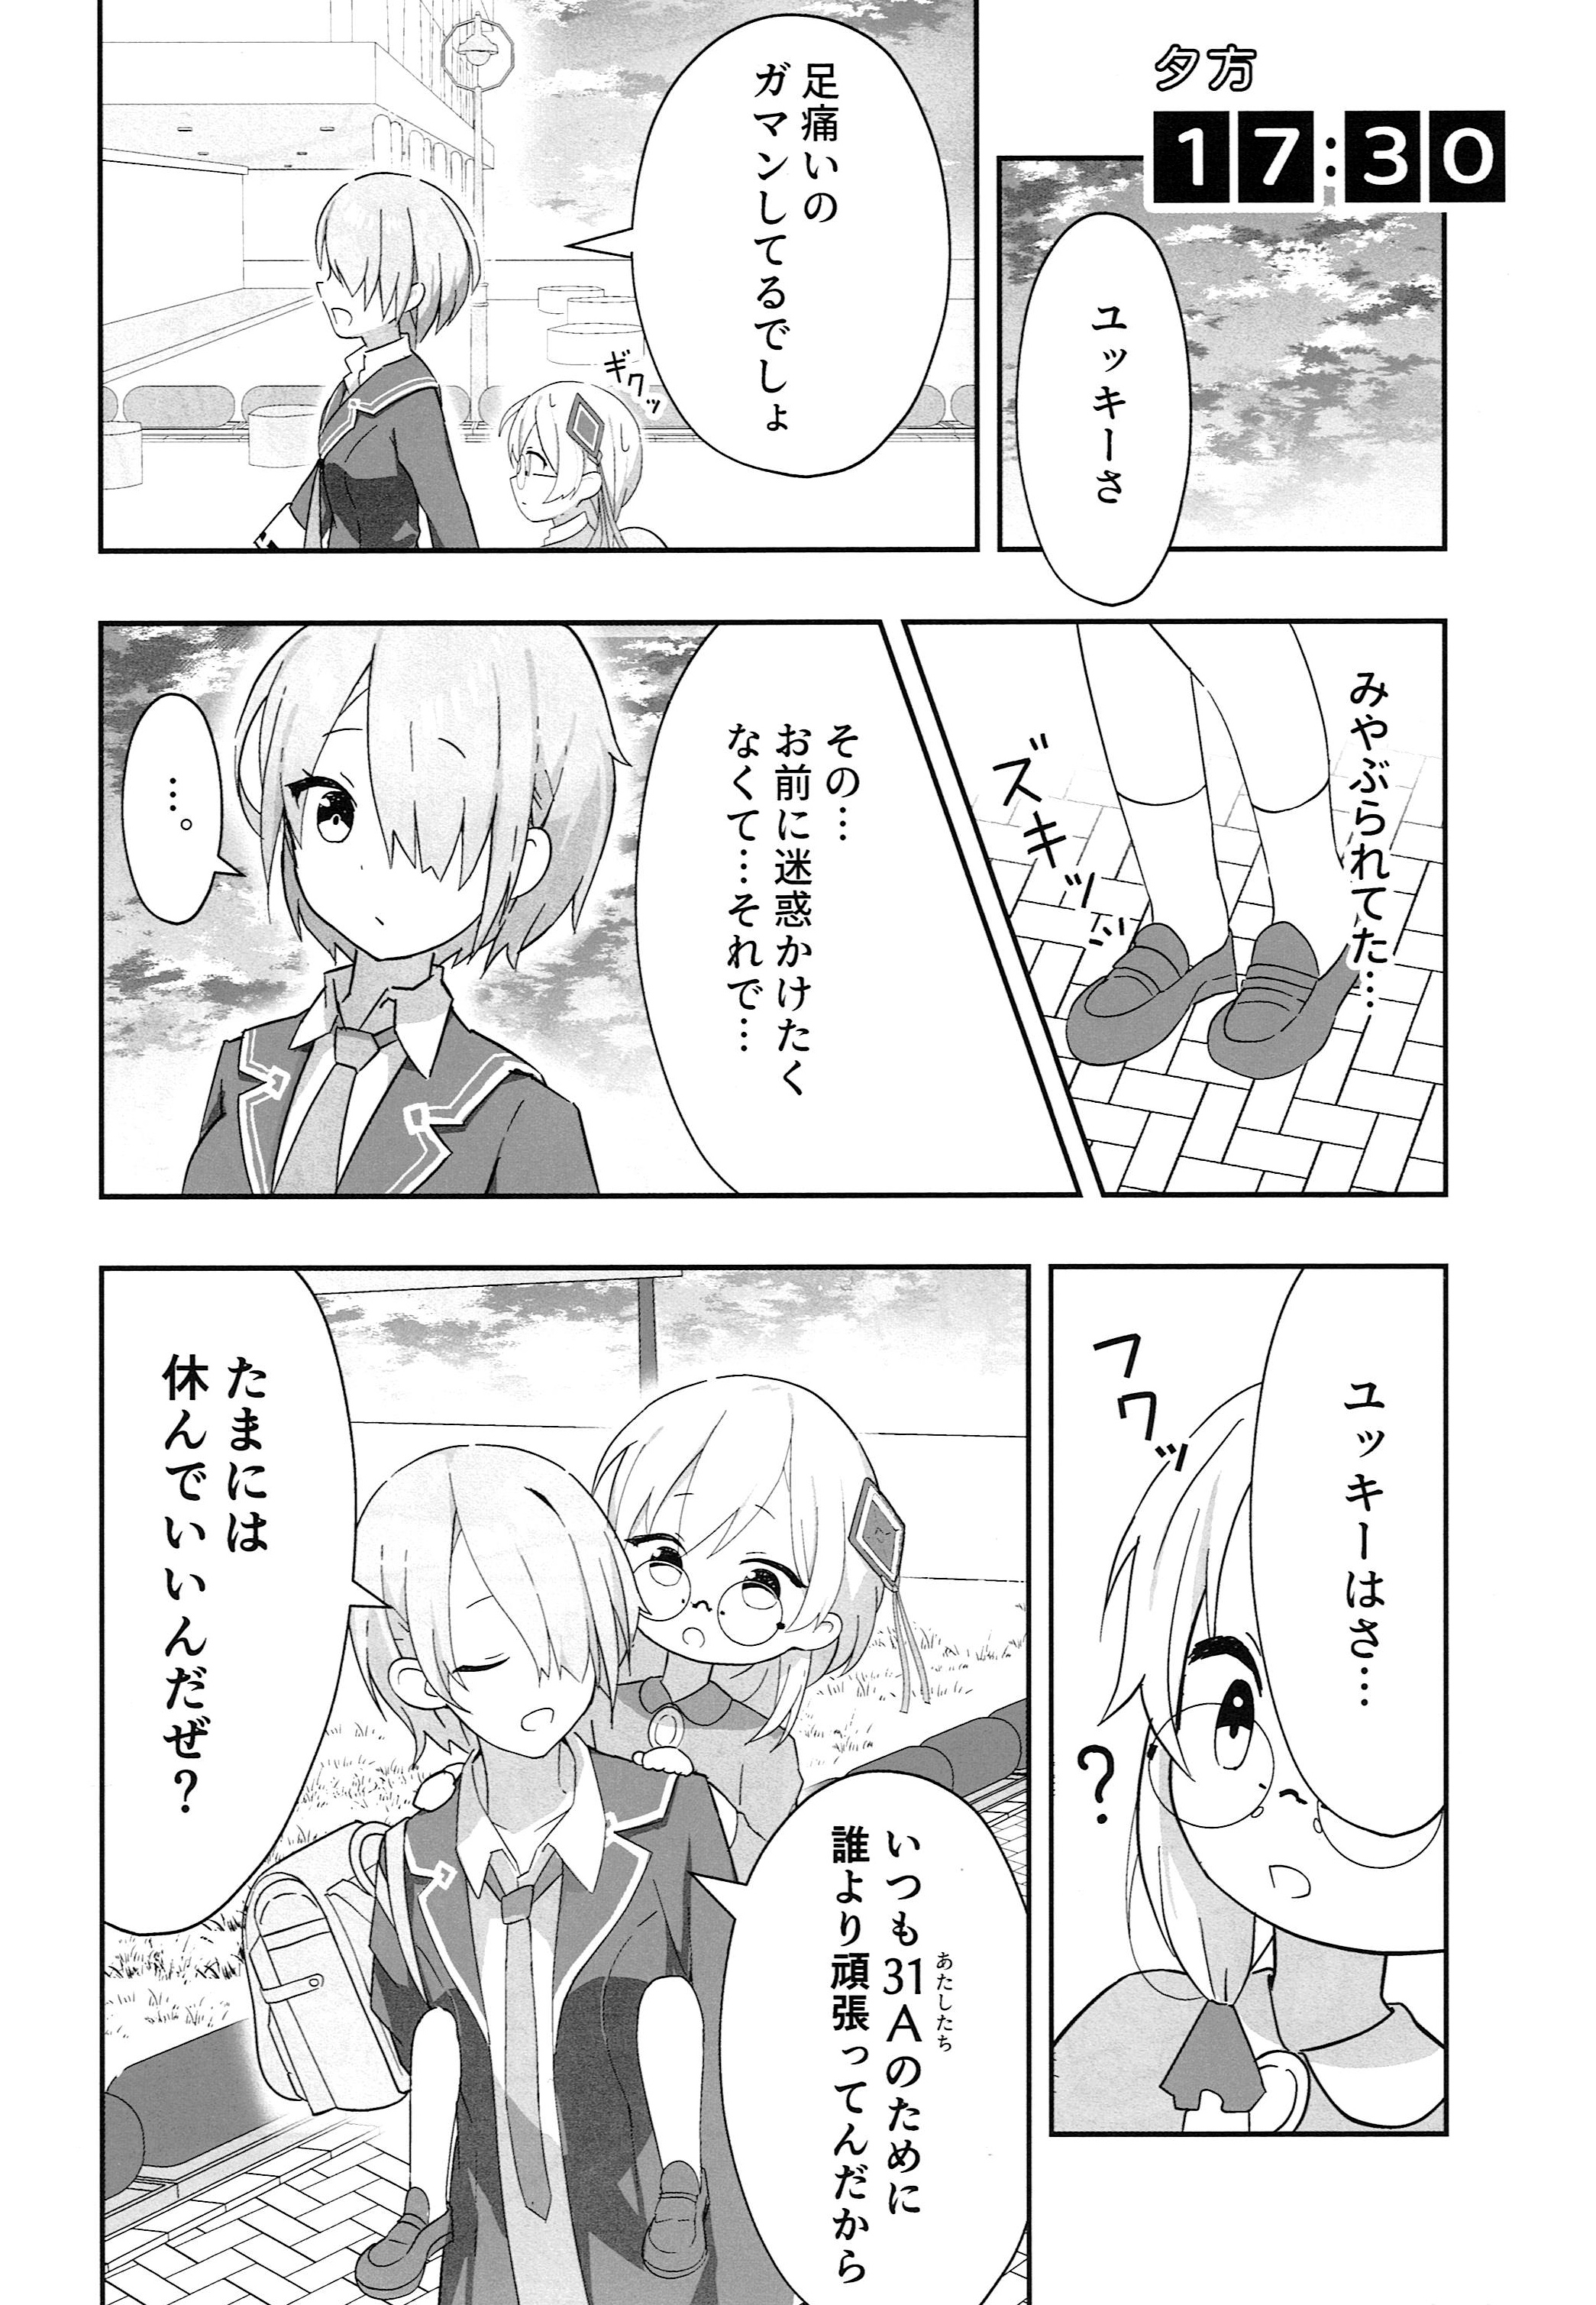 夕方
17:30
ユッキーさ
足痛いの
ガマンしてるでしょ
ギクッ
みやぶられてた…
ズキッ
その…
お前に迷惑かけたく
なくて…それで…
…。
ユッキーはさ…
フワッ
?
いつも31Aのために
あたしたち
誰より頑張ってんだから
たまには
休んでいいんだぜ?